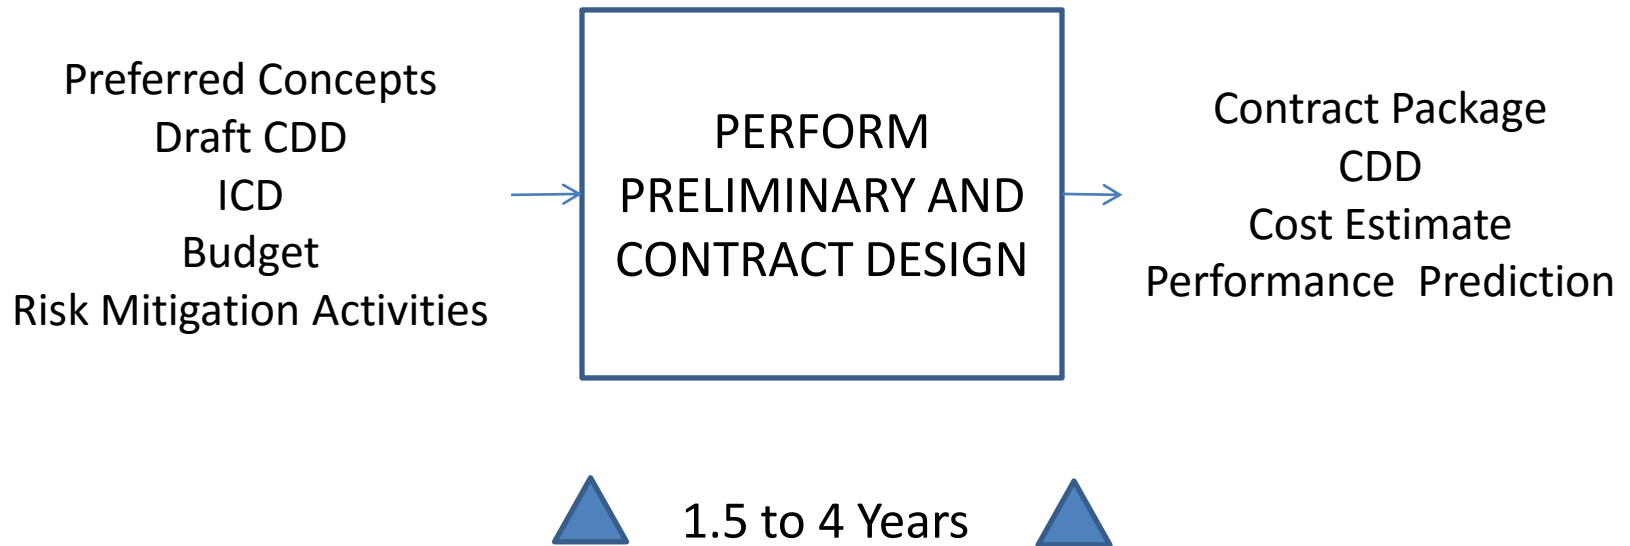 Preferred Concepts
Draft CDD
ICD
Budget
Risk Mitigation Activities
PERFORM
PRELIMINARY AND
CONTRACT DESIGN
Contract Package
CDD
Cost Estimate
Performance  Prediction
1.5 to 4 Years